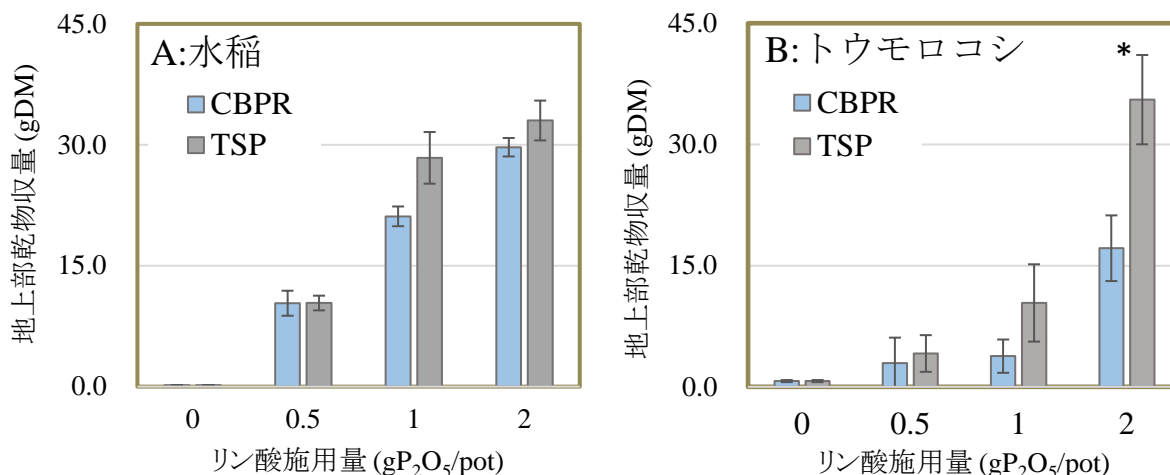 地上部乾物収量 (gDM)
45.0
30.0
15.0
0.0
A:水稲
CBPR
TSP
0 0.5 1 2
リン酸施用量 (gP₂O₅/pot)
地上部乾物収量 (gDM)
45.0
30.0
15.0
0.0
B:トウモロコシ
*
CBPR
TSP
0 0.5 1 2
リン酸施用量 (gP₂O₅/pot)